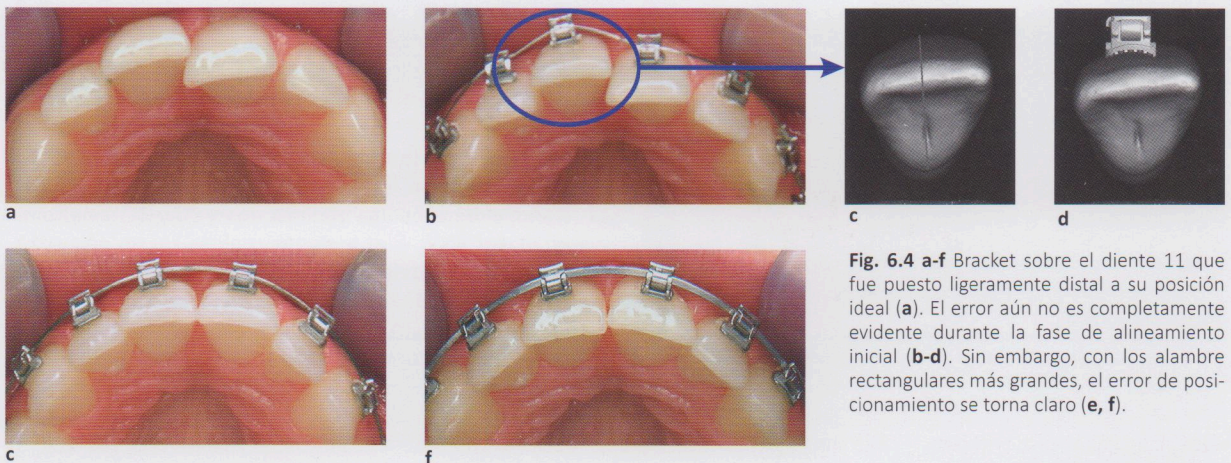 a
b
c
d
Fig. 6.4 a-f Bracket sobre el diente 11 que
fue puesto ligeramente distal a su posición
ideal (a). El error aún no es completamente
evidente durante la fase de alineamiento
inicial (b-d). Sin embargo, con los alambre
rectangulares más grandes, el error de posi-
cionamiento se torna claro (e, f).
c
f